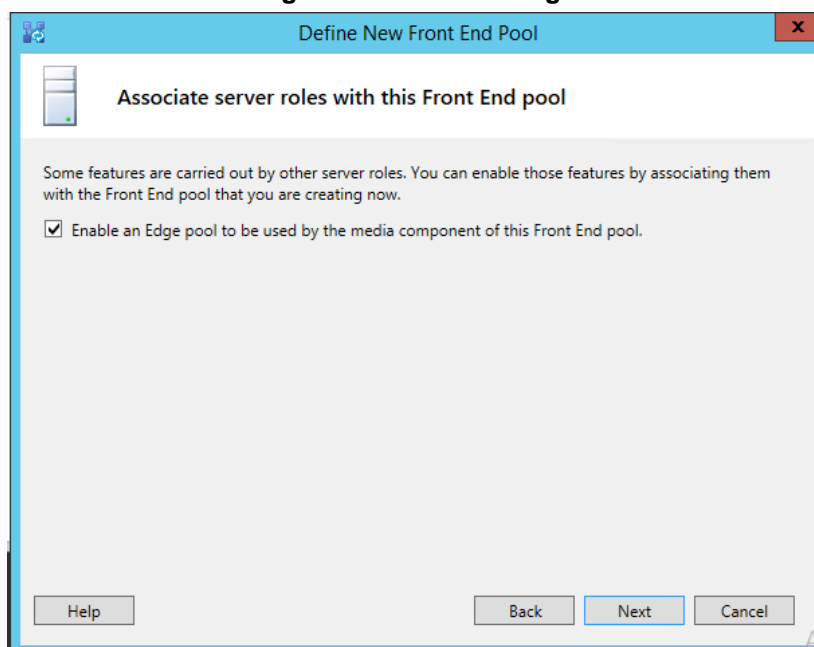 Define New Front End Pool
x
Associate server roles with this Front End pool
Some features are carried out by other server roles. You can enable those features by associating them
with the Front End pool that you are creating now.
Enable an Edge pool to be used by the media component of this Front End pool.
Help
Back
Next
Cancel